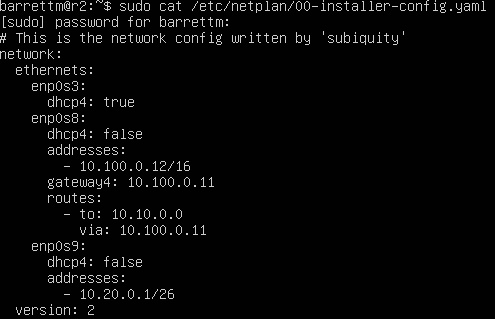 barrettm@r2:~$ sudo cat /etc/netplan/00-installer-config.yaml
[sudo] password for barrettm:
# This is the network config written by 'subiquity'
network:
  ethernets:
    enp0s3:
      dhcp4: true
    enp0s8:
      dhcp4: false
      addresses:
        - 10.100.0.12/16
      gateway4: 10.100.0.11
      routes:
        - to: 10.10.0.0
          via: 10.100.0.11
    enp0s9:
      dhcp4: false
      addresses:
        - 10.20.0.1/26
  version: 2